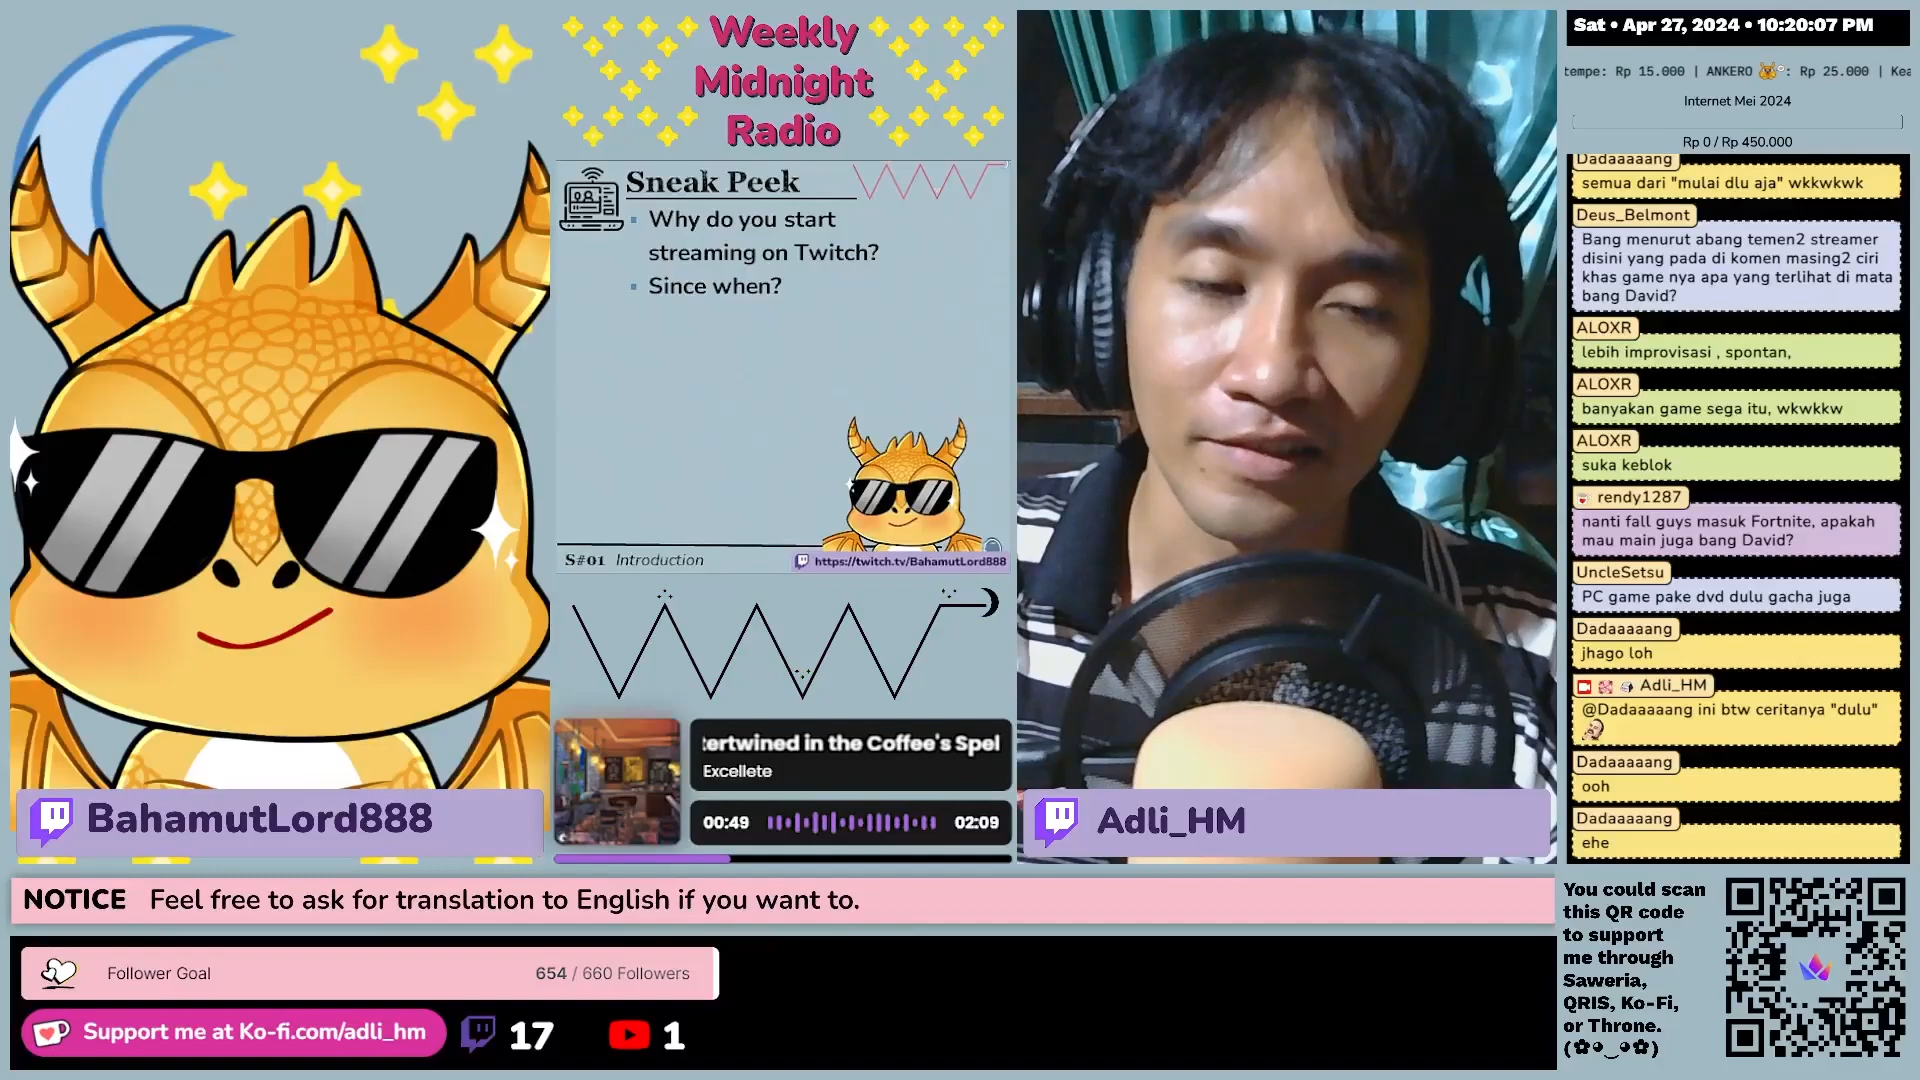 Weekly
Midnight
Radio
Sneak Peek
Why do you start
streaming on Twitch?
Since when?
S#01 Introduction
https://twitch.tv/BahamutLord888
tertwined in the Coffee's Spel
Excellete
00:49
02:09
BahamutLord888
Adli_HM
Sat • Apr 27, 2024 • 10:20:07 PM
tempe: Rp 15.000 | ANKERO : Rp 25.000 | Kea
Internet Mei 2024
Rp 0 / Rp 450.000
Dadaaaaang
semua dari "mulai dlu aja" wkkwkwk
Deus_Belmont
Bang menurut abang temen2 streamer
disini yang pada di komen masing2 ciri
khas game nya apa yang terlihat di mata
bang David?
ALOXR
lebih improvisasi , spontan,
ALOXR
banyakan game sega itu, wkwkkw
ALOXR
suka keblok
rendy1287
nanti fall guys masuk Fortnite, apakah
mau main juga bang David?
UncleSetsu
PC game pake dvd dulu gacha juga
Dadaaaaang
jhago loh
Adli_HM
@Dadaaaaang ini btw ceritanya "dulu"
Dadaaaaang
ooh
Dadaaaaang
ehe
NOTICE Feel free to ask for translation to English if you want to.
Follower Goal
654 / 660 Followers
Support me at Ko-fi.com/adli_hm
17
1
You could scan
this QR code
to support
me through
Saweria,
QRIS, Ko-Fi,
or Throne.
(✿◕‿◕✿)